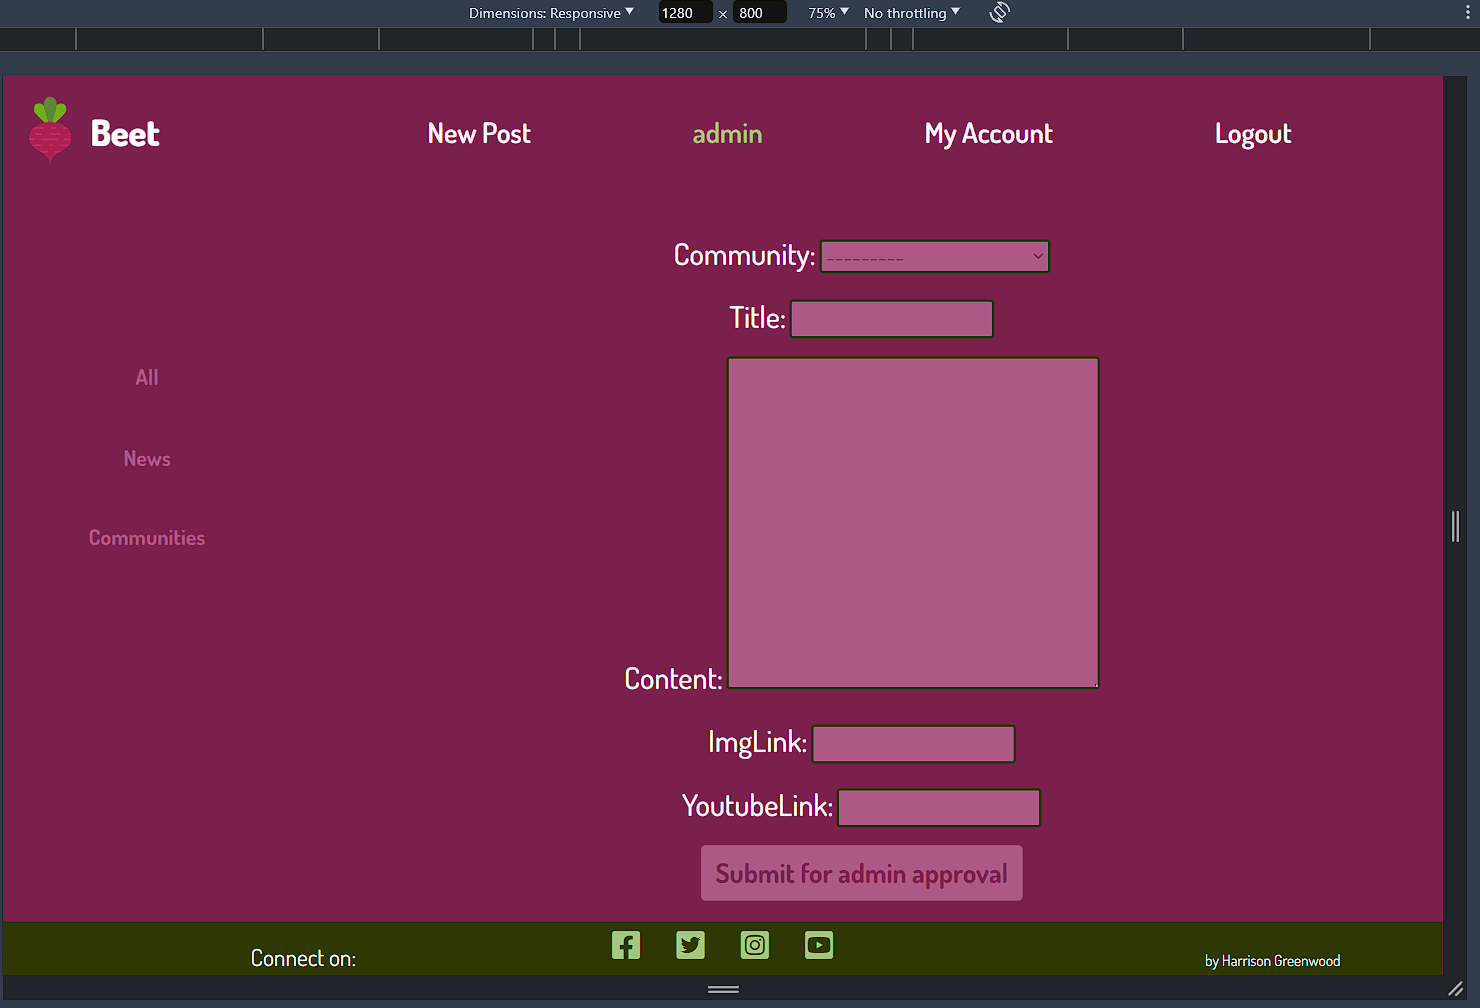 Dimensions: Responsive 1280 × 800 75% No throttling
Beet New Post admin My Account Logout
Community: ---------
Title:
All
News
Communities
Content:
ImgLink:
YoutubeLink:
Submit for admin approval
Connect on: by Harrison Greenwood